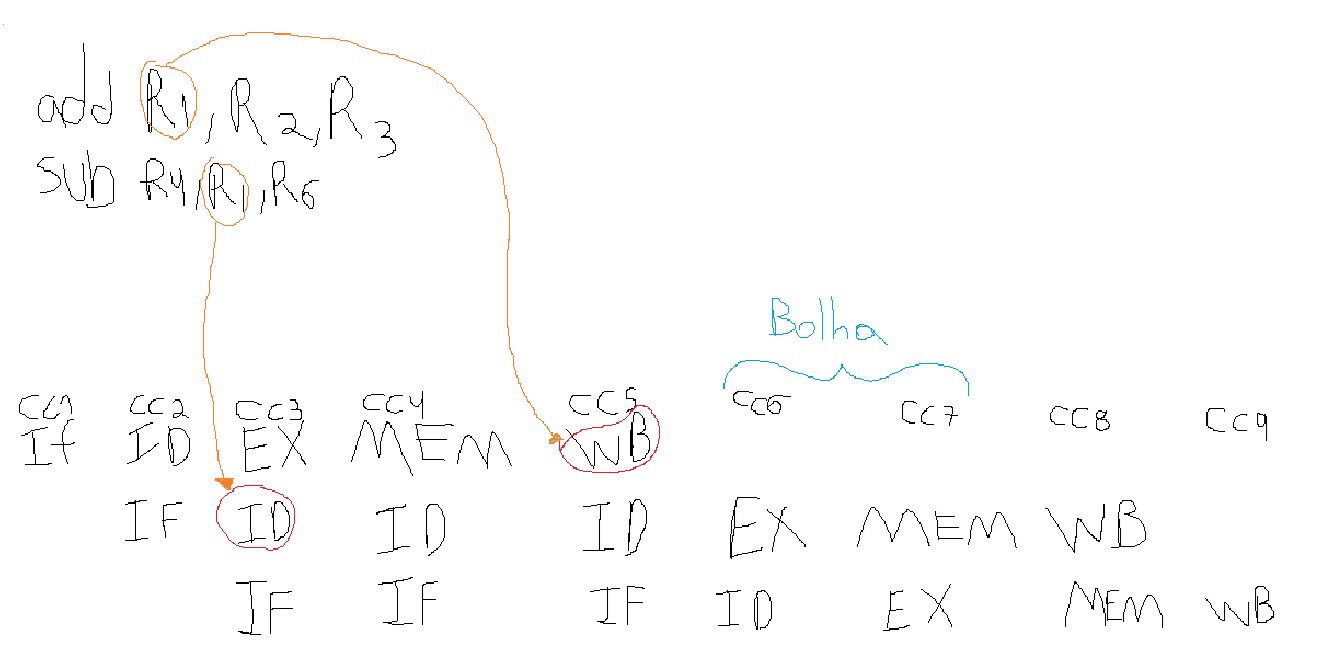 add R1, R2, R3
SUB R4, R1, R6
Bolha
CC1 CC2 CC3 CC4 CC5 CC6 CC7 CC8 CC9
If ID EX MEM WB
IF ID ID ID EX MEM WB
IF IF IF ID EX MEM WB